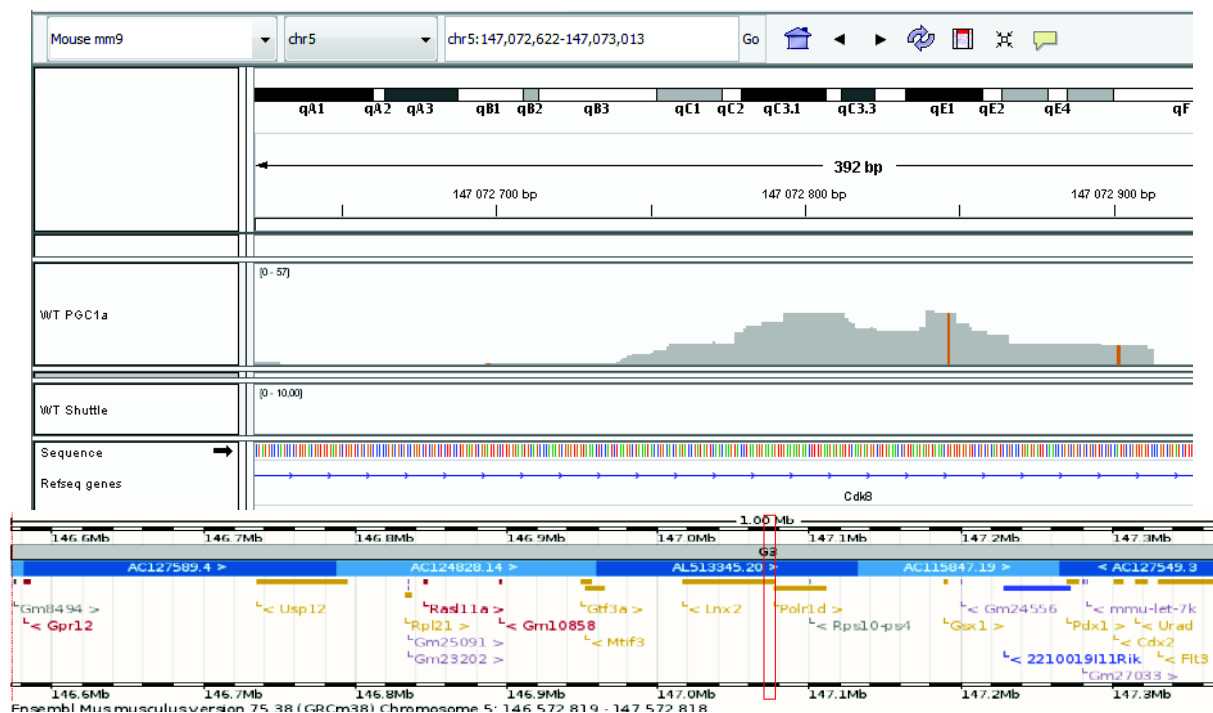 Mouse mm9 chr5 chr5:147,072,622-147,073,013 Go
qA1 qA2 qA3 qB1 qB2 qB3 qC1 qC2 qC3.1 qC3.3 qE1 qE2 qE4 qF
392 bp
147 072 700 bp 147 072 800 bp 147 072 900 bp
[0 - 57]
WT PGC1a
[0 - 10,00]
WT Shuttle
Sequence
Refseq genes
Cdk8
1.00 Mb
146.6Mb 146.7Mb 146.8Mb 146.9Mb 147.0Mb 147.1Mb 147.2Mb 147.3Mb
G3
AC127589.4 > AC124828.14 > AL513345.20 > AC115847.19 > < AC127549.3
Gm8494 > < Usp12 Rasl11a > Gtf3a > < Lnx2 Polr1d > < Gm24556 < mmu-let-7k
< Gpr12 Rpl21 > < Gm10858 < Mtif3 < Rps10-ps4 Gsx1 > Pdx1 > < Urad
Gm25091 > < Cdx2
Gm23202 > < 2210019I11Rik < Flt3
Gm27033 >
146.6Mb 146.7Mb 146.8Mb 146.9Mb 147.0Mb 147.1Mb 147.2Mb 147.3Mb
Ensembl Mus musculus version 75.38 (GRCm38) Chromosome 5: 146,572,819 - 147,572,818